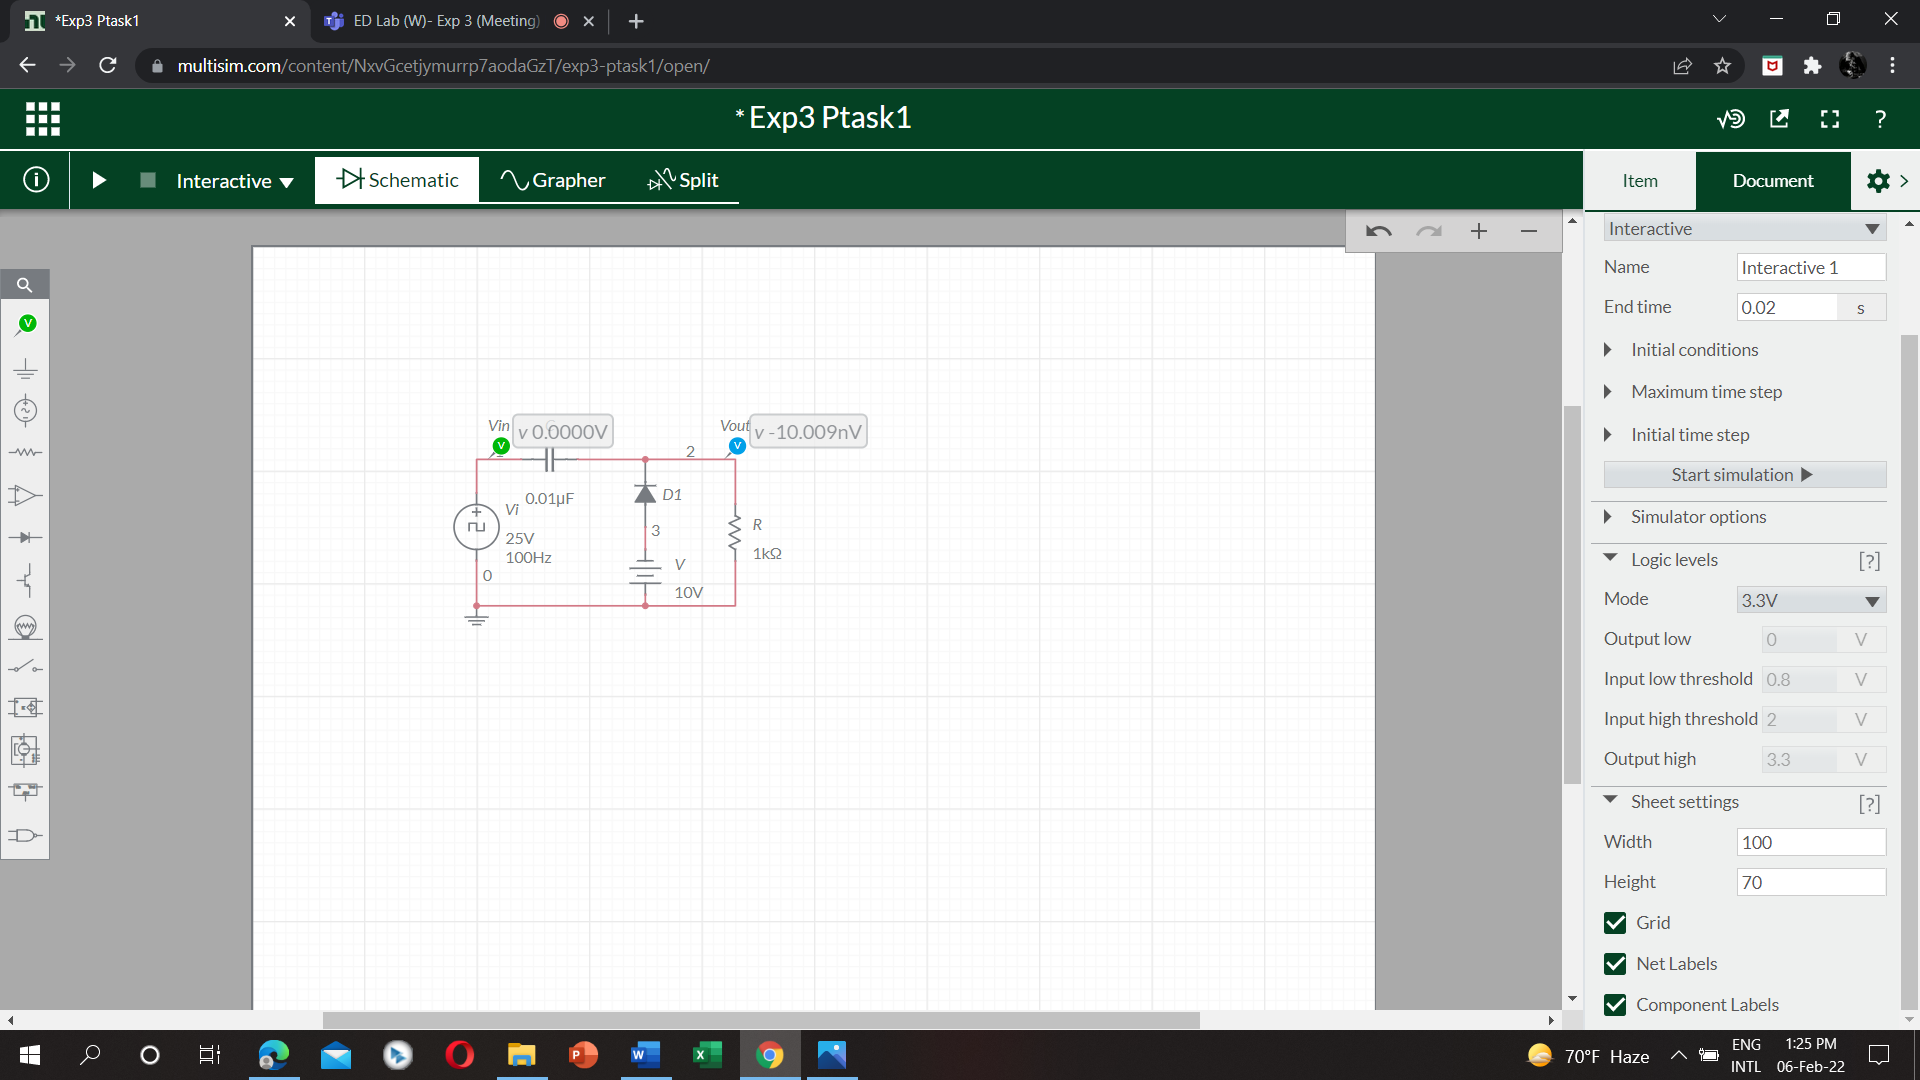 *Exp3 Ptask1
ED Lab (W)- Exp 3 (Meeting)
multisim.com/content/NxvGcetjymurrp7aodaGzT/exp3-ptask1/open/
*Exp3 Ptask1
?
Interactive
Schematic
Grapher
Split
Item
Document
Interactive
Name
Interactive 1
End time
0.02
s
Initial conditions
Maximum time step
Initial time step
Start simulation
Simulator options
Logic levels
[?]
Mode
3.3V
Output low
0
V
Input low threshold
0.8
V
Input high threshold
2
V
Output high
3.3
V
Sheet settings
[?]
Width
100
Height
70
Grid
Net Labels
Component Labels
V
Vin
v 0.0000V
V
Vout
v -10.009nV
V
2
0.01µF
Vi
25V
100Hz
0
D1
3
V
10V
R
1kΩ
70°F Haze
ENG
INTL
1:25 PM
06-Feb-22